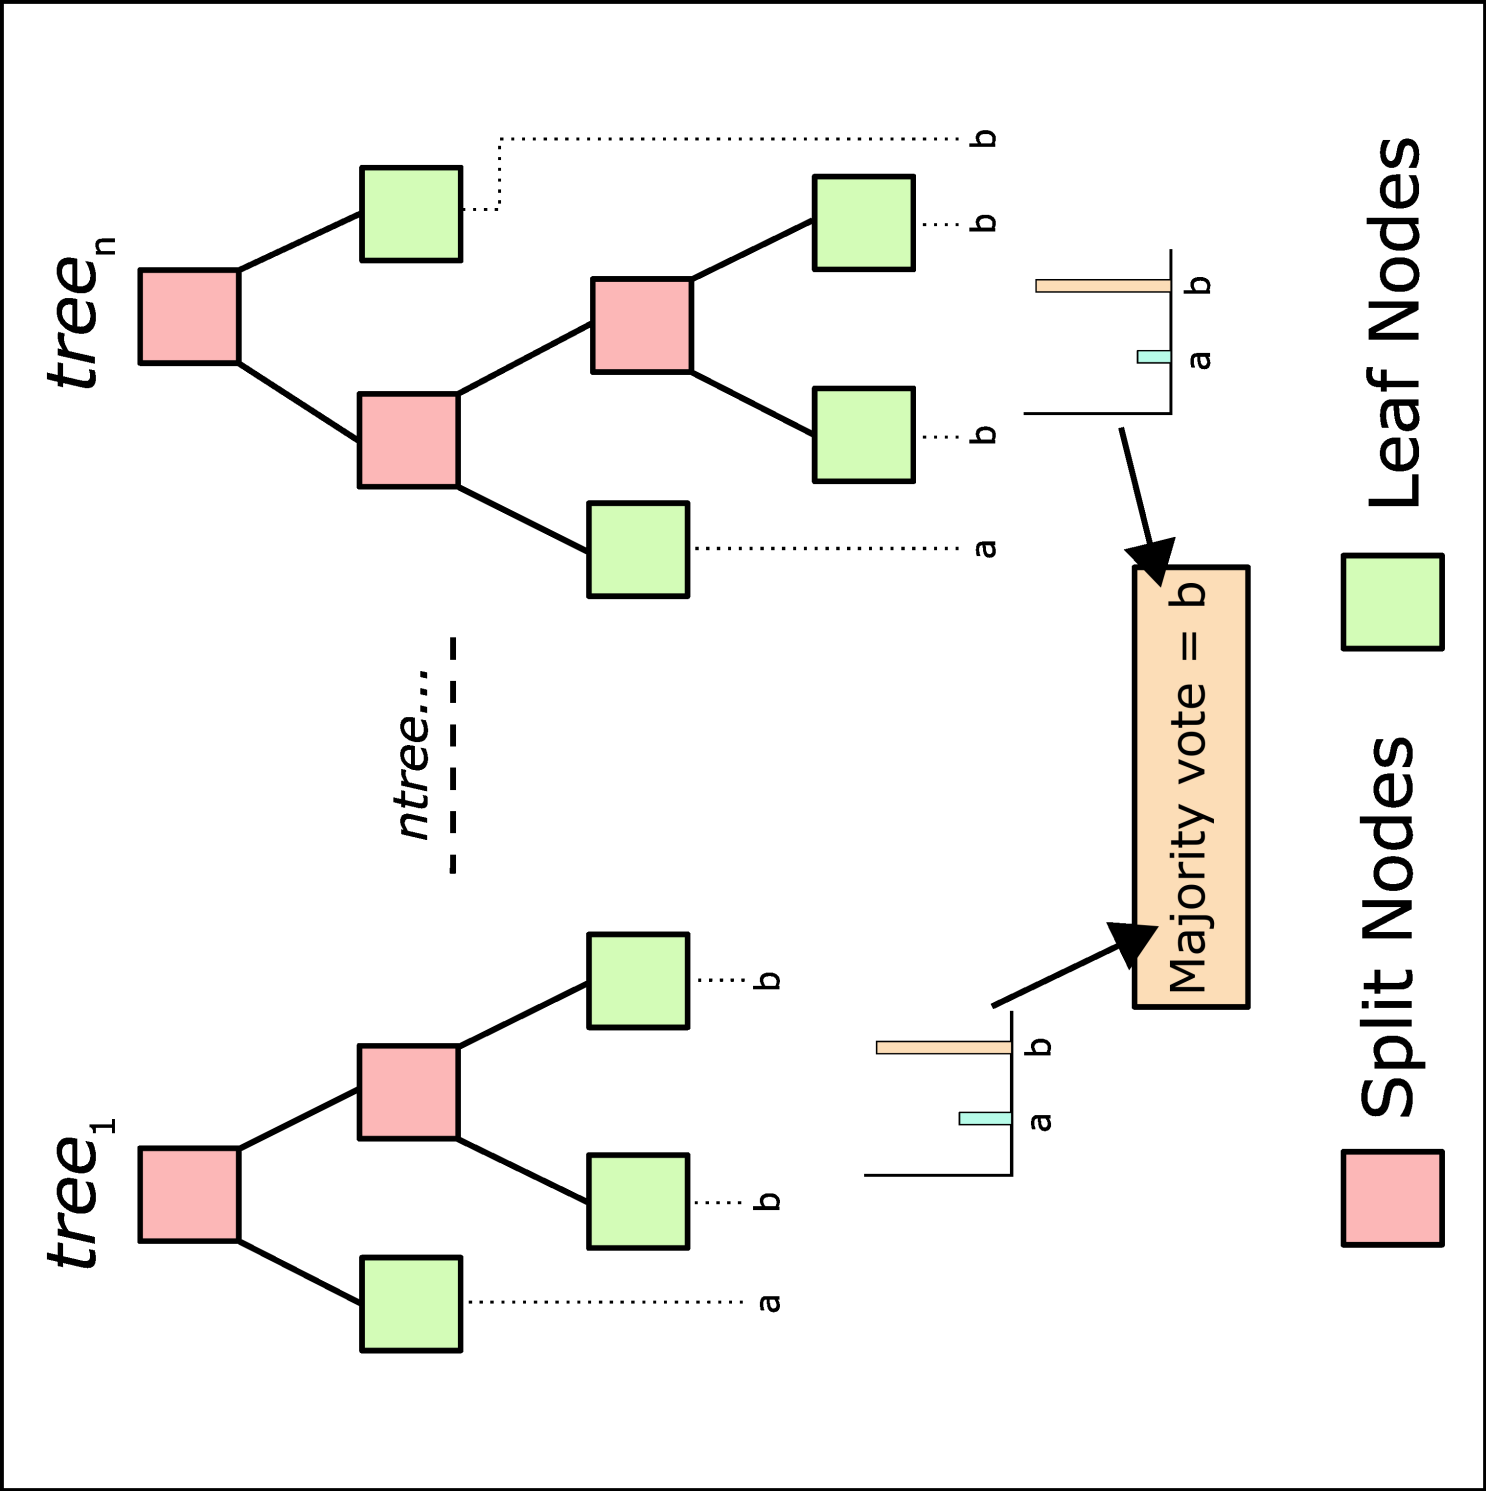 tree1
treen
ntree...
a
b
b
a
b
b
b
a
b
a
b
Majority vote = b
Split Nodes
Leaf Nodes